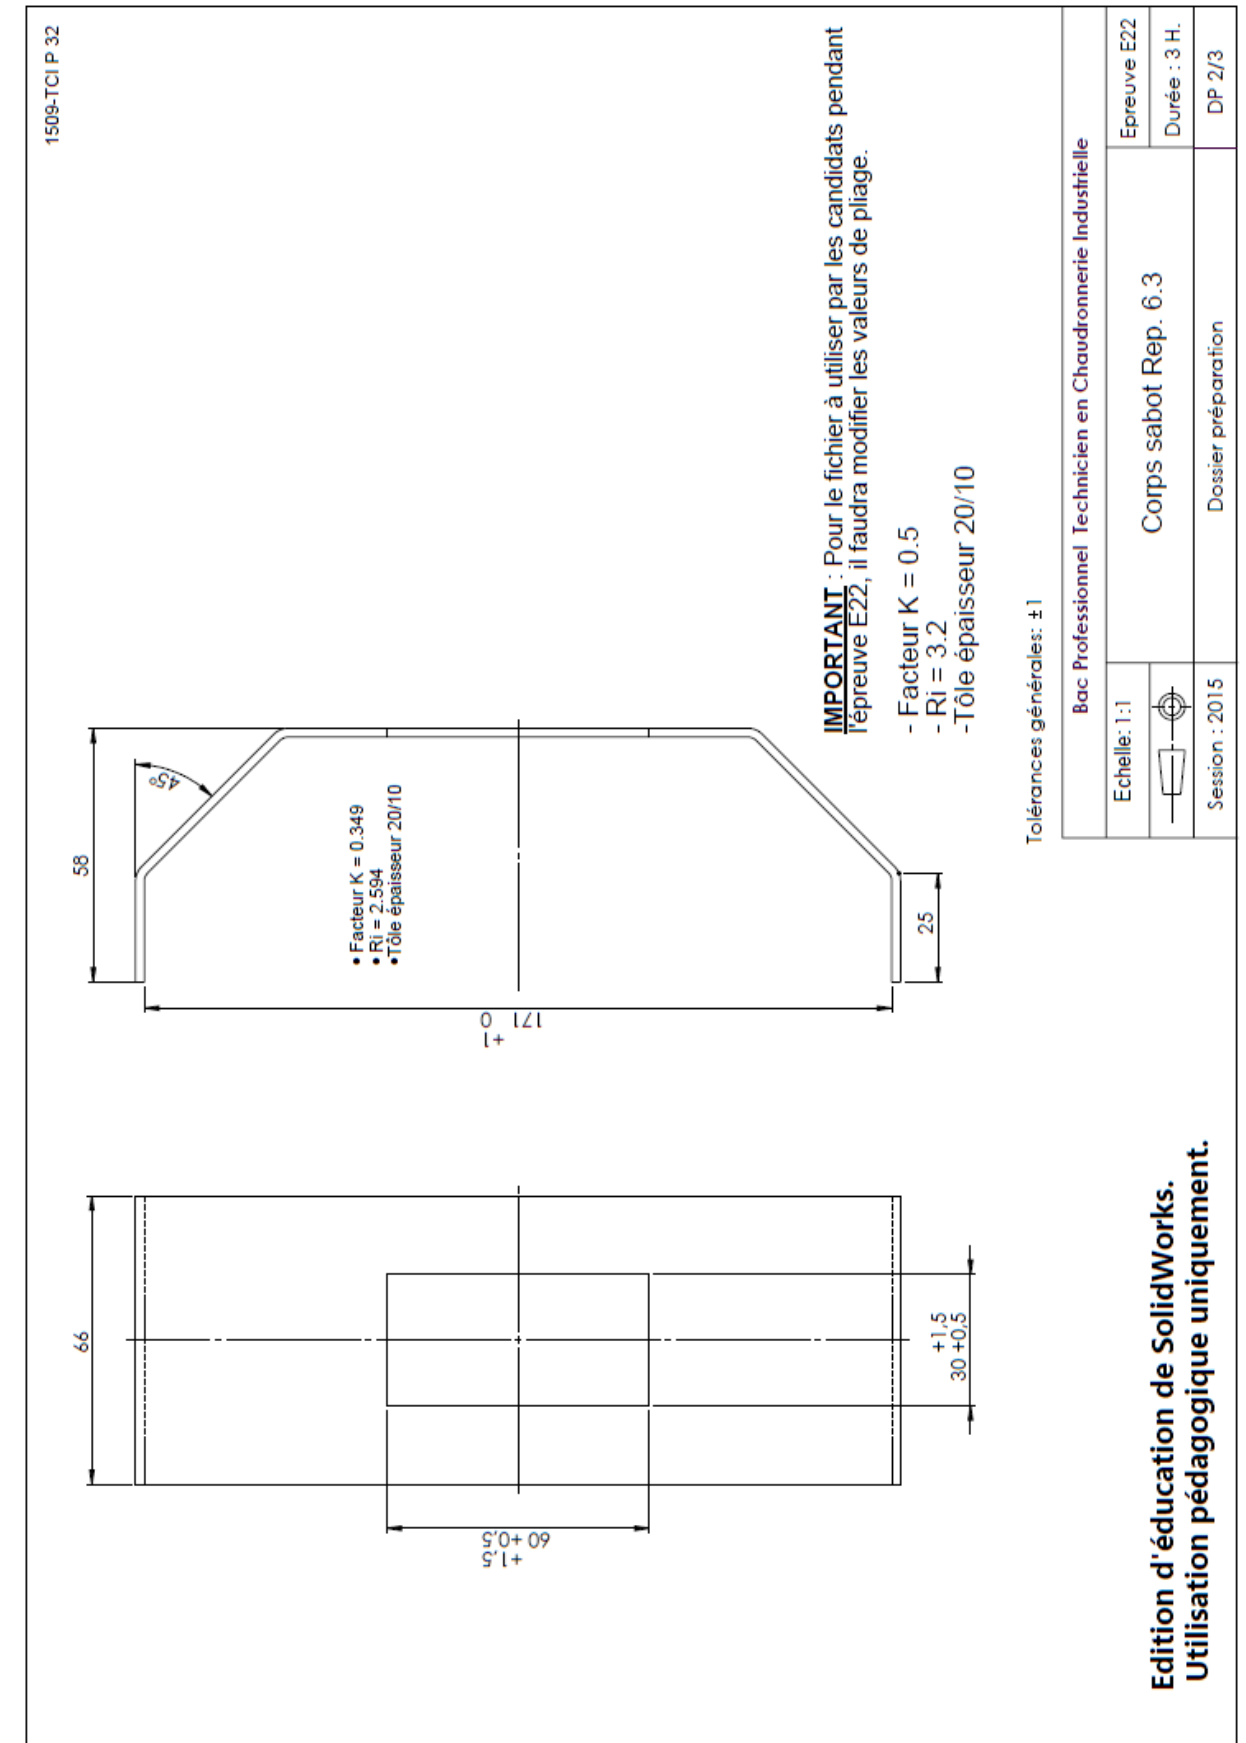 1509-TCI P 32
66
58
45°
• Facteur K = 0.349
• Ri = 2.594
•Tôle épaisseur 20/10
+1
171 0
25
+1,5
60 +0,5
+1,5
30 +0,5
IMPORTANT : Pour le fichier à utiliser par les candidats pendant
l'épreuve E22, il faudra modifier les valeurs de pliage.
- Facteur K = 0.5
- Ri = 3.2
-Tôle épaisseur 20/10
Tolérances générales: ±1
Bac Professionnel Technicien en Chaudronnerie Industrielle
Echelle: 1:1
Corps sabot Rep. 6.3
Epreuve E22
Durée : 3 H.
Session : 2015
Dossier préparation
DP 2/3
Edition d'éducation de SolidWorks.
Utilisation pédagogique uniquement.